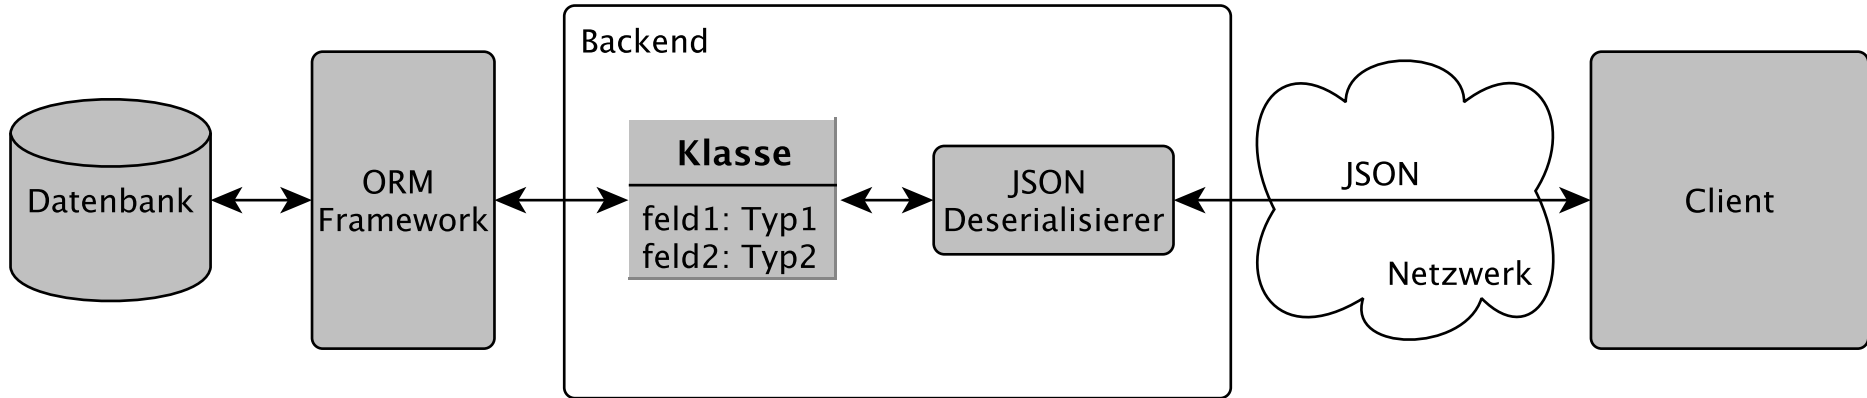 Backend
Datenbank
ORM
Framework
Klasse
feld1: Typ1
feld2: Typ2
JSON
Deserialisierer
JSON
Netzwerk
Client